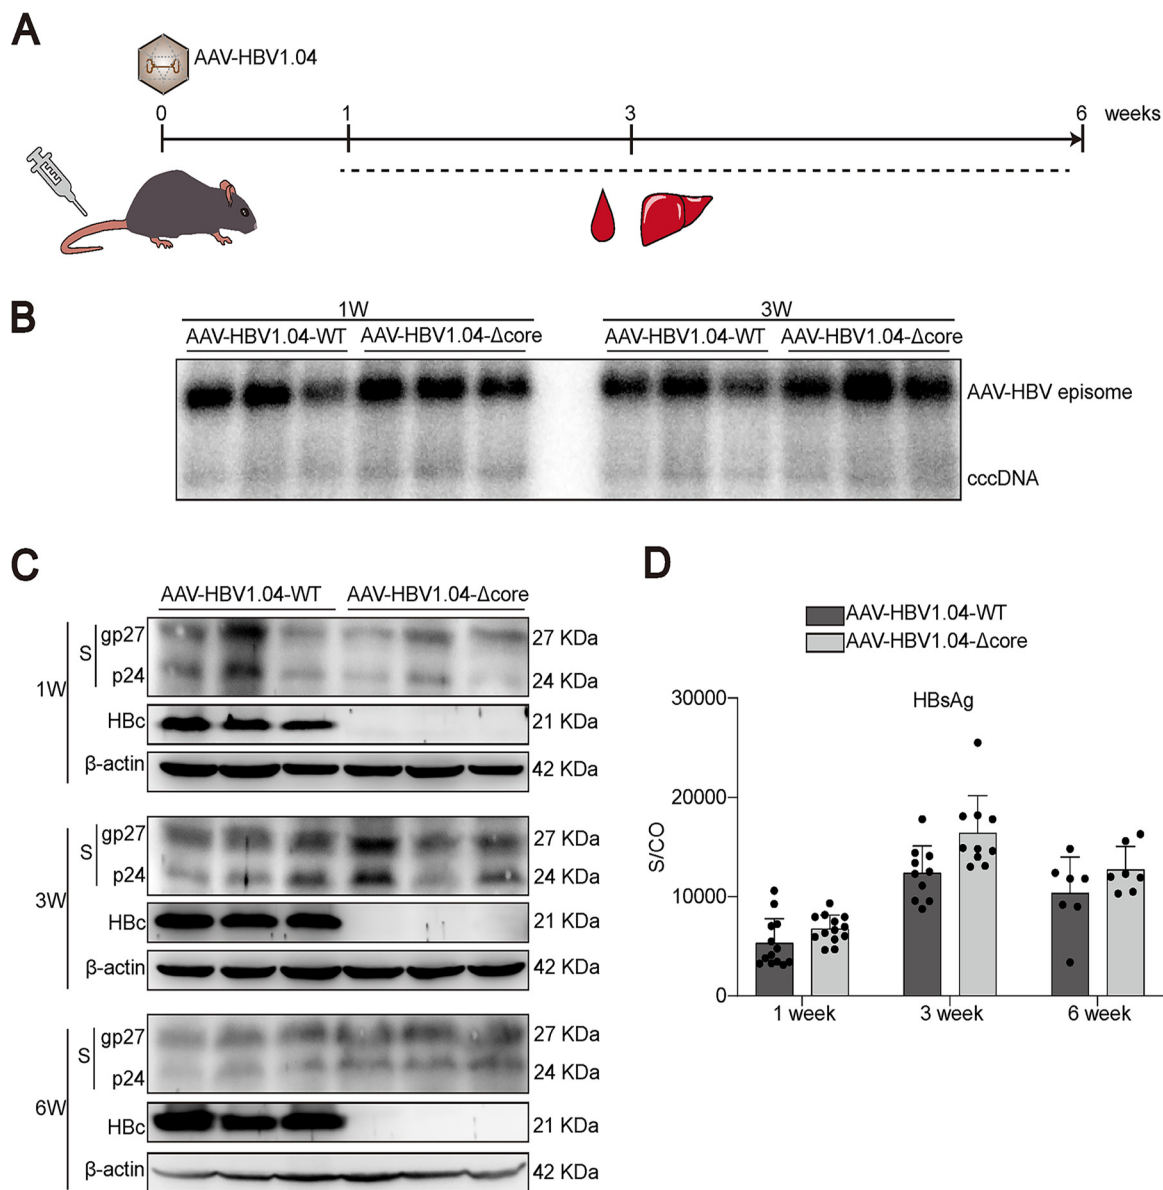 A
AAV-HBV1.04
0 1 3 6 weeks
B
1W 3W
AAV-HBV1.04-WT AAV-HBV1.04-Δcore AAV-HBV1.04-WT AAV-HBV1.04-Δcore
AAV-HBV episome
cccDNA
C
AAV-HBV1.04-WT AAV-HBV1.04-Δcore
1W
S
gp27 27 KDa
p24 24 KDa
HBc 21 KDa
β-actin 42 KDa
3W
S
gp27 27 KDa
p24 24 KDa
HBc 21 KDa
β-actin 42 KDa
6W
S
gp27 27 KDa
p24 24 KDa
HBc 21 KDa
β-actin 42 KDa
D
AAV-HBV1.04-WT
AAV-HBV1.04-Δcore
HBsAg
S/CO
30000
20000
10000
0
1 week 3 week 6 week